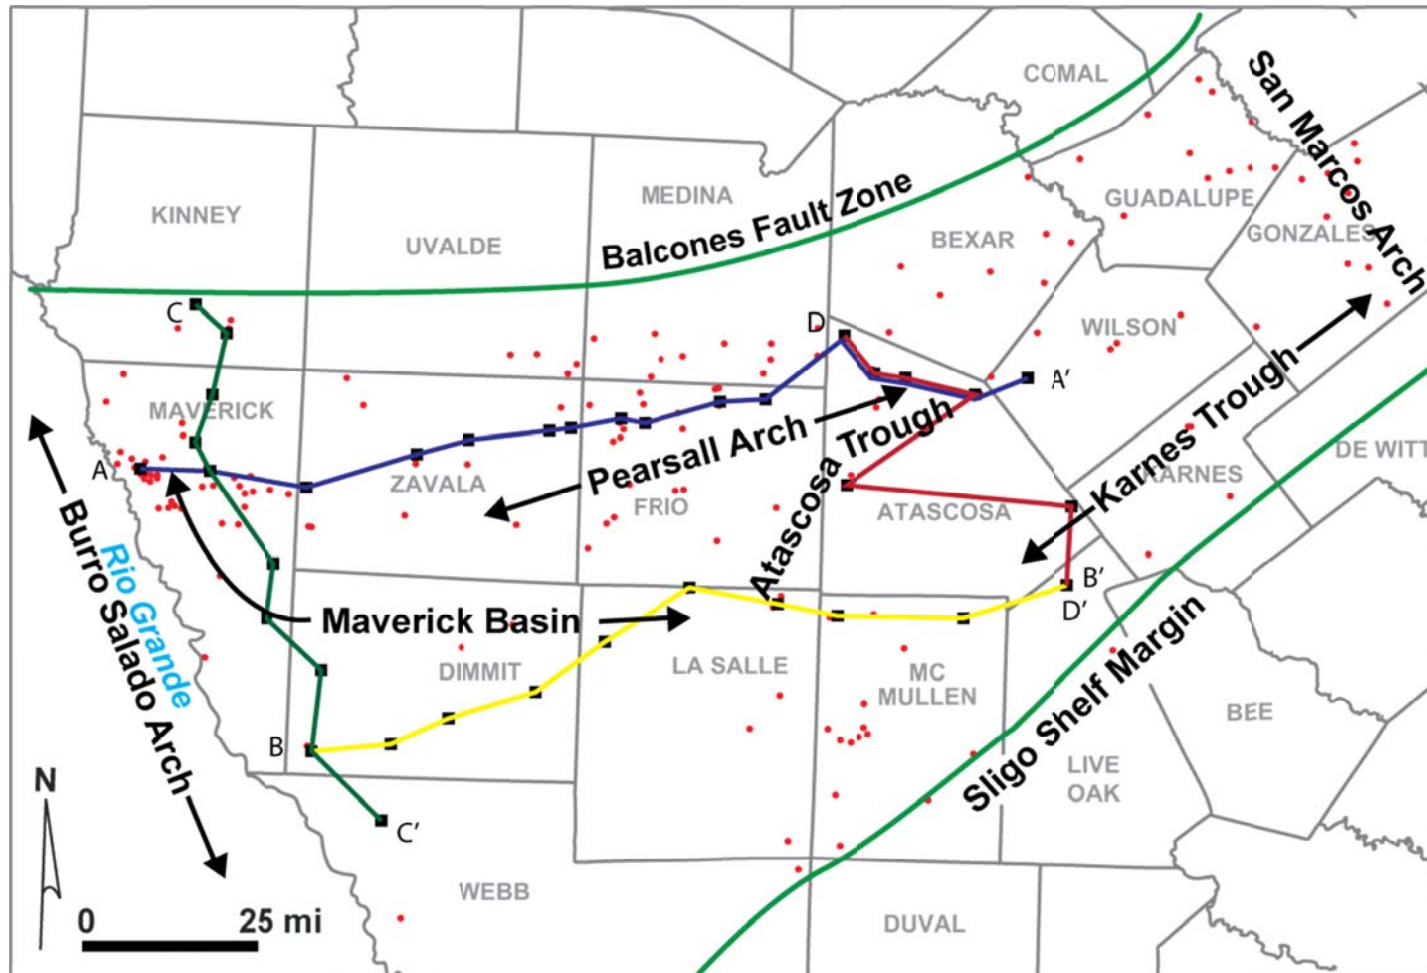 COMAL
San Marcos Arch
KINNEY
MEDINA
GUADALUPE
UVALDE
Balcones Fault Zone
BEXAR
GONZALES
C
D
WILSON
A'
MAVERICK
A
ZAVALA
Pearsall Arch
FRIO
Atascosa Trough
ATASCOSA
Karnes Trough
KARNES
DE WITT
Burro Salado Arch
Rio Grande
Maverick Basin
B'
D'
DIMMIT
LA SALLE
MC
MULLEN
Sligo Shelf Margin
BEE
B
LIVE
OAK
N
C'
WEBB
DUVAL
0 25 mi